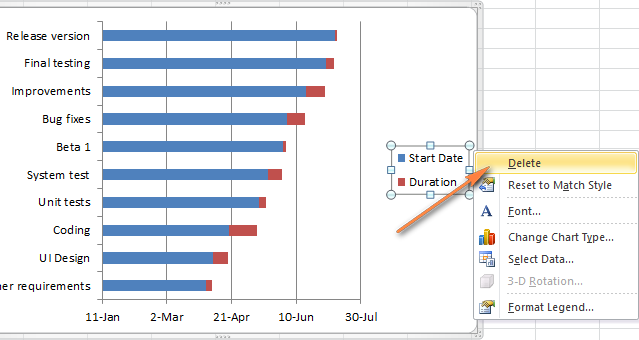 Release version
Final testing
Improvements
Bug fixes
Beta 1
System test
Unit tests
Coding
UI Design
requirements
11-Jan 2-Mar 21-Apr 10-Jun 30-Jul
Start Date
Duration
Delete
Reset to Match Style
Font...
Change Chart Type...
Select Data...
3-D Rotation...
Format Legend...